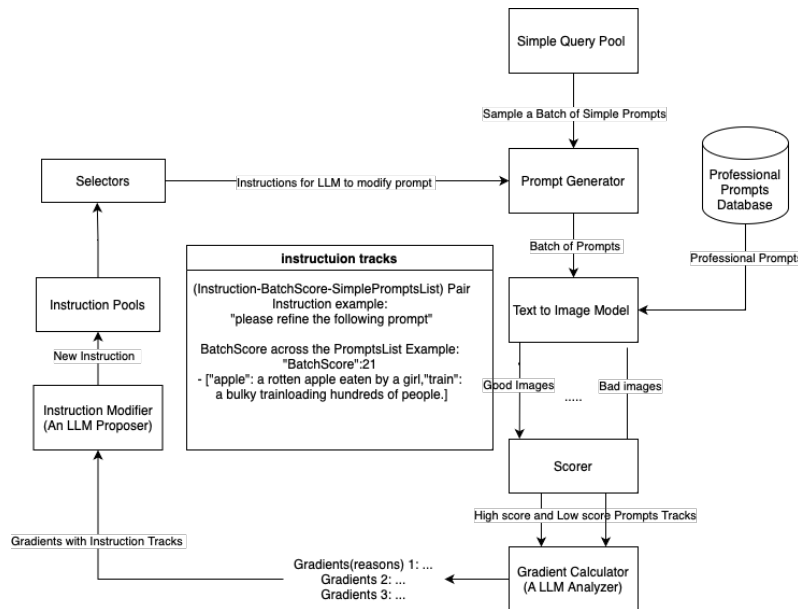 Simple Query Pool
Sample a Batch of Simple Prompts
Professional
Prompts
Database
Selectors
Instructions for LLM to modify prompt
Prompt Generator
Batch of Prompts
Professional Prompts
instructuion tracks
(Instruction-BatchScore-SimplePromptsList) Pair
Instruction example:
"please refine the following prompt"
BatchScore across the PromptsList Example:
"BatchScore":21
- ["apple": a rotten apple eaten by a girl,"train":
a bulky trainloading hundreds of people.]
Instruction Pools
Text to Image Model
New Instruction
Good Images
.....
Bad images
Instruction Modifier
(An LLM Proposer)
Scorer
High score and Low score Prompts Tracks
Gradients with Instruction Tracks
Gradients(reasons) 1: ...
Gradients 2: ...
Gradients 3: ...
Gradient Calculator
(A LLM Analyzer)